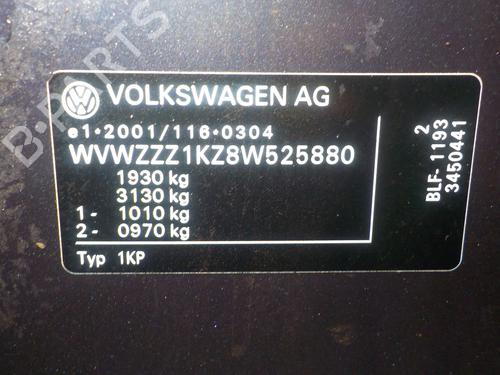 VOLKSWAGEN AG
e1*2001/116*0304
WVWZZZ1KZ8W525880
1930 kg
3130 kg
1- 1010 kg
2- 0970 kg
Typ 1KP
2
BLF- 1193
3450441
B-PARTS